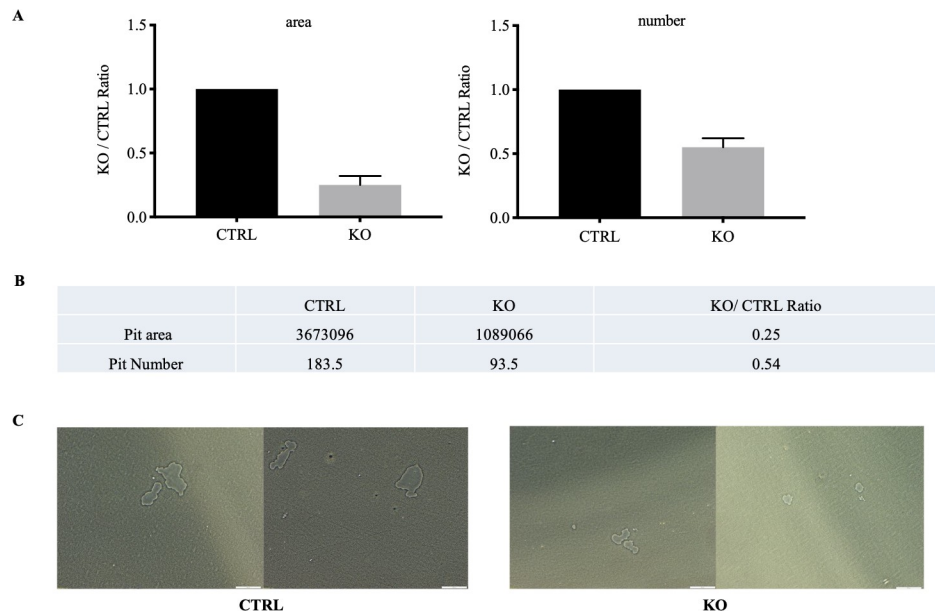 A
area
number
KO / CTRL Ratio
1.5
1.0
0.5
0.0
CTRL KO
KO / CTRL Ratio
1.5
1.0
0.5
0.0
CTRL KO
B
CTRL KO KO/ CTRL Ratio
Pit area 3673096 1089066 0.25
Pit Number 183.5 93.5 0.54
C
CTRL KO